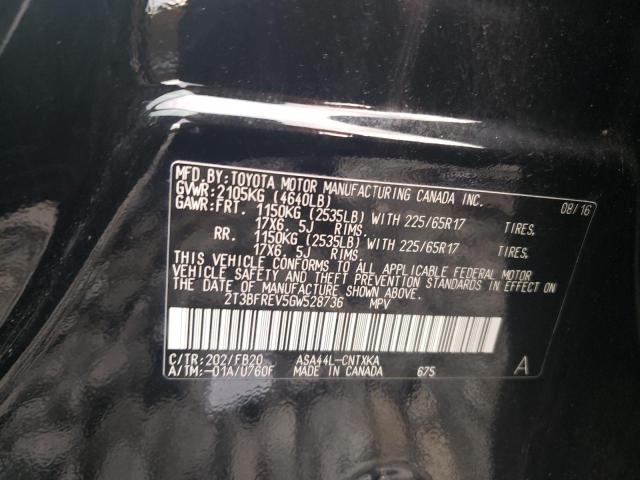 MFD. BY: TOYOTA MOTOR MANUFACTURING CANADA INC. 08/16
GVWR: 2105KG (4640LB)
GAWR: FRT. 1150KG (2535LB) WITH 225/65R17 TIRES,
17X6. 5J RIMS.
RR. 1150KG (2535LB) WITH 225/65R17 TIRES,
17X6. 5J RIMS.
THIS VEHICLE CONFORMS TO ALL APPLICABLE FEDERAL MOTOR
VEHICLE SAFETY AND THEFT PREVENTION STANDARDS IN EFFECT ON
THE DATE OF MANUFACTURE SHOWN ABOVE.
2T3BFREV5GW528736 MPV
C/TR: 202/FB20 ASA44L-CNTXKA
A/TM: -01A/U760F MADE IN CANADA 675 A